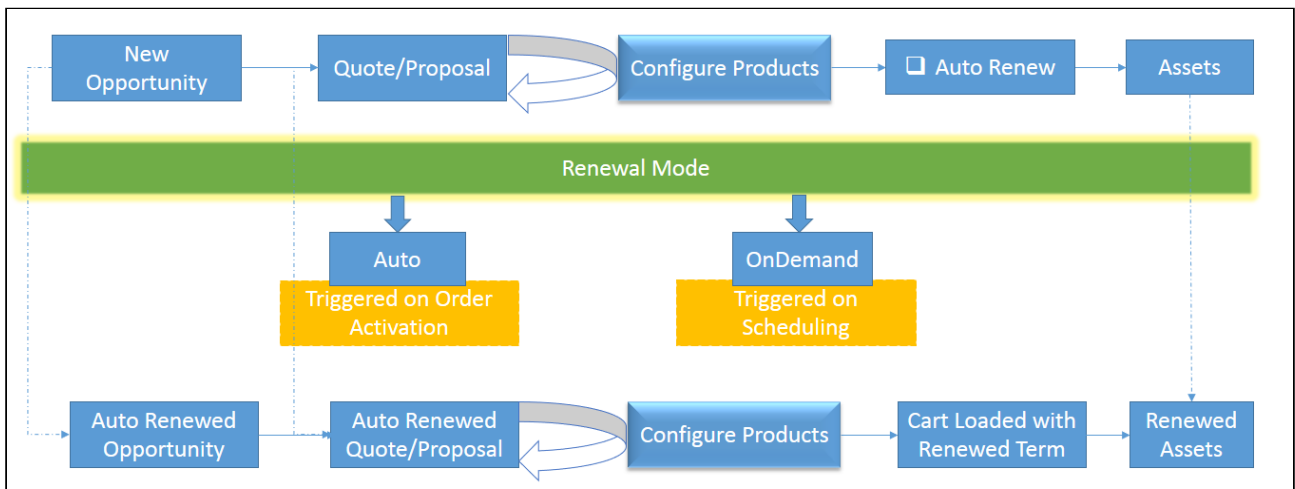 New
Opportunity
Quote/Proposal
Configure Products
❑ Auto Renew
Assets
Renewal Mode
Auto
Triggered on Order
Activation
OnDemand
Triggered on
Scheduling
Auto Renewed
Opportunity
Auto Renewed
Quote/Proposal
Configure Products
Cart Loaded with
Renewed Term
Renewed
Assets